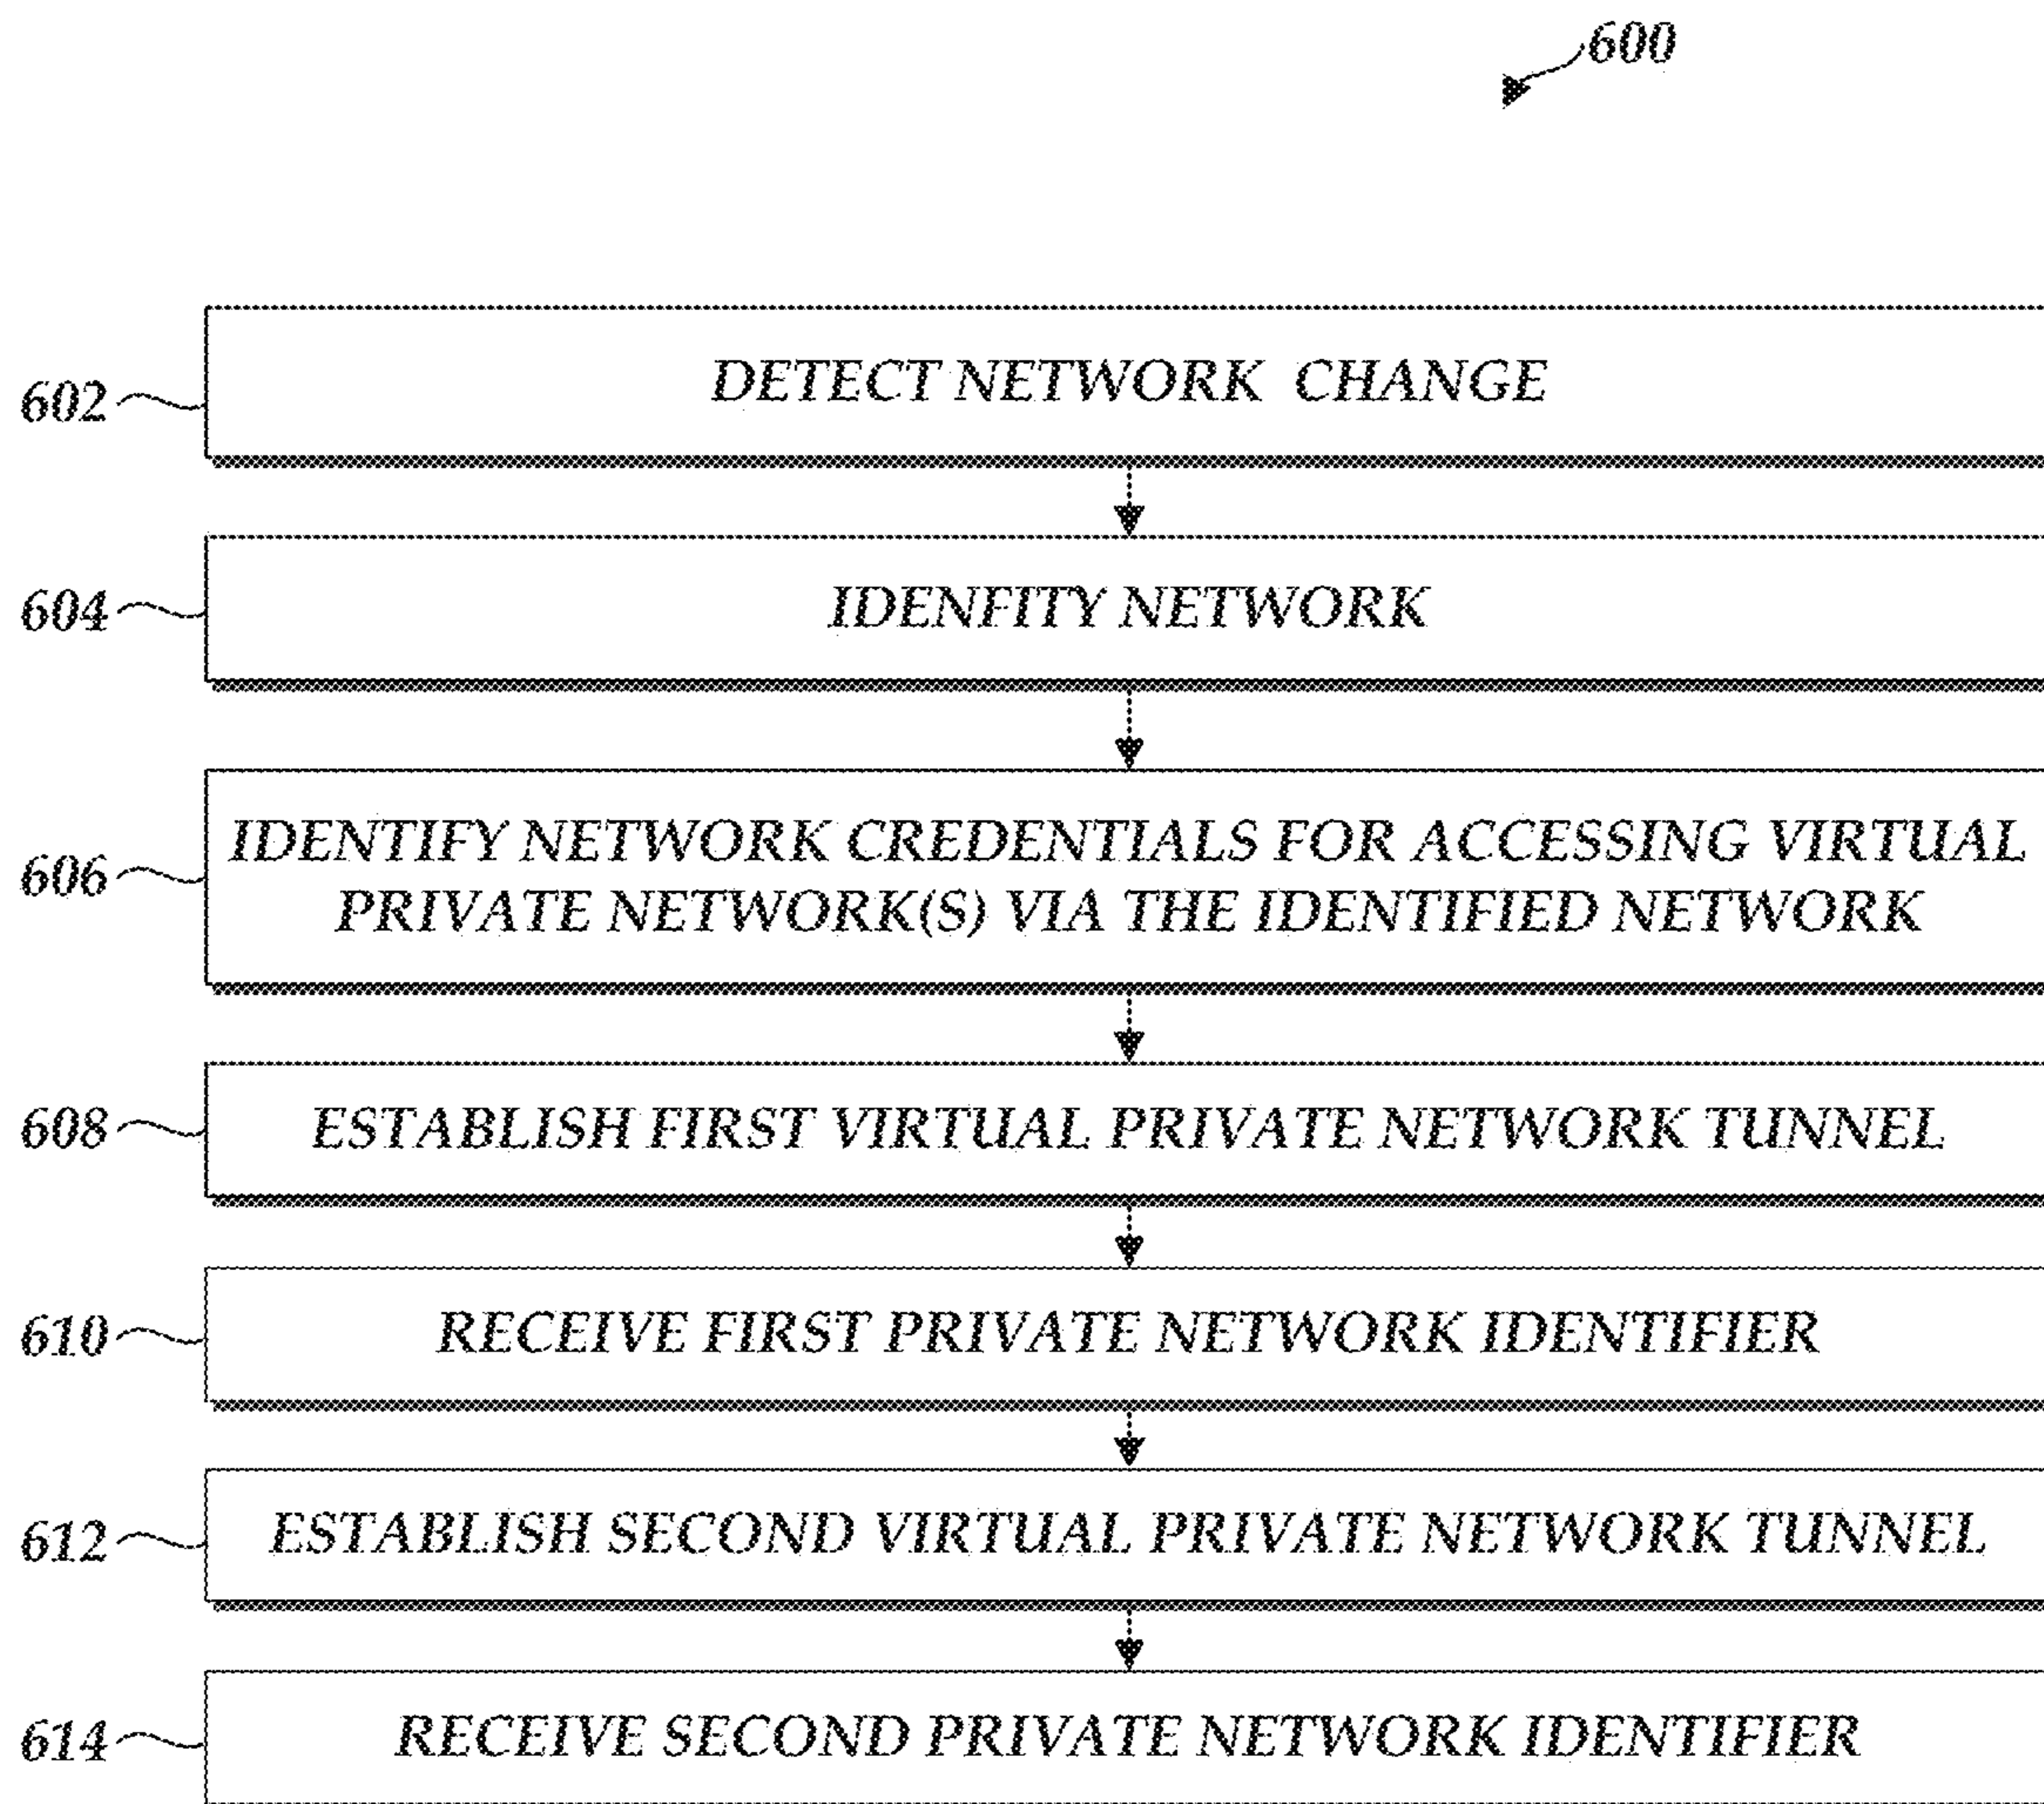 600
602 DETECT NETWORK CHANGE
604 IDENFITY NETWORK
606 IDENTIFY NETWORK CREDENTIALS FOR ACCESSING VIRTUAL
PRIVATE NETWORK(S) VIA THE IDENTIFIED NETWORK
608 ESTABLISH FIRST VIRTUAL PRIVATE NETWORK TUNNEL
610 RECEIVE FIRST PRIVATE NETWORK IDENTIFIER
612 ESTABLISH SECOND VIRTUAL PRIVATE NETWORK TUNNEL
614 RECEIVE SECOND PRIVATE NETWORK IDENTIFIER